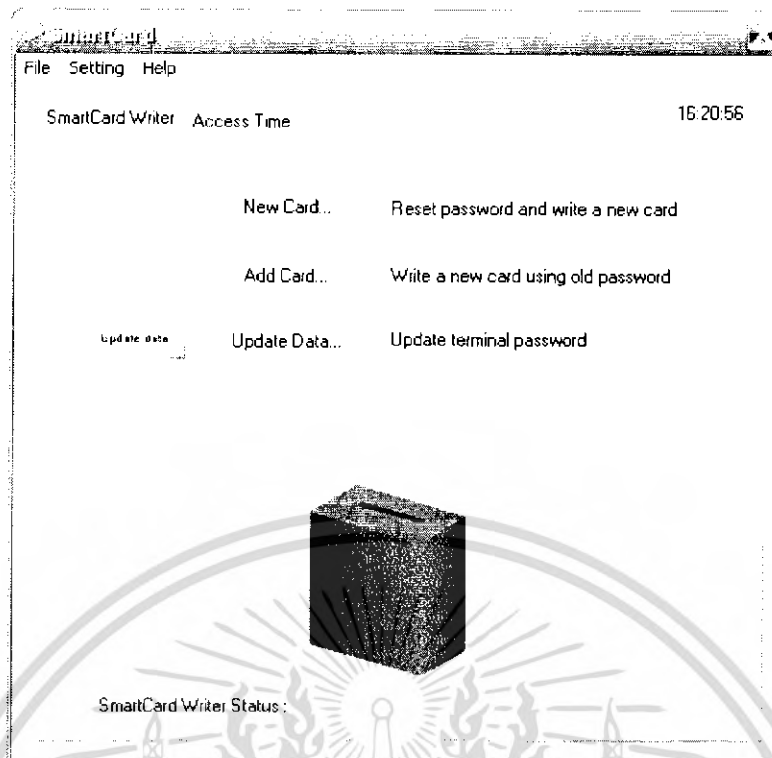 SmartCard
File Setting Help
SmartCard Writer Access Time 16:20:56
New Card... Reset password and write a new card
Add Card... Write a new card using old password
Update data Update Data... Update terminal password
SmartCard Writer Status :